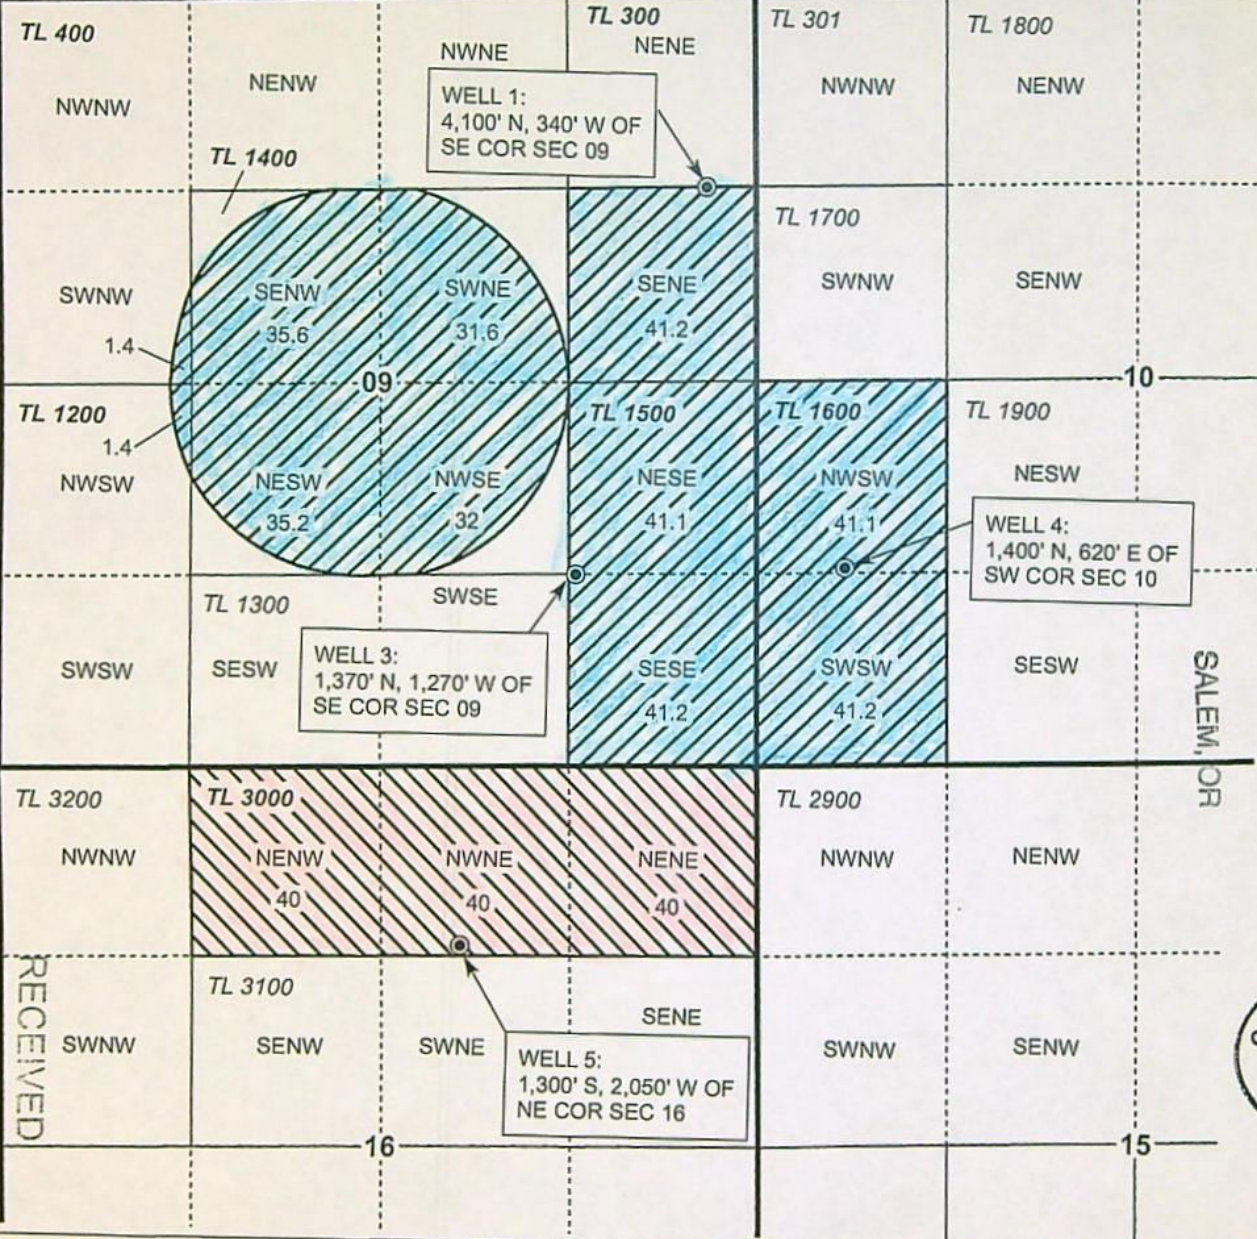 TL 400
TL 300
TL 301
TL 1800
NWNE
NENE
NENW
NWNW
NWNW
NENW
WELL 1:
4,100' N, 340' W OF
SE COR SEC 09
TL 1400
TL 1700
SWNW
SENW
SWNE
SENE
SWNW
SENW
35.6
31.6
41.2
1.4
09
10
TL 1200
TL 1500
TL 1600
TL 1900
1.4
NWSW
NESW
NWSE
NESE
NWSW
NESW
35.2
32
41.1
41.1
WELL 4:
1,400' N, 620' E OF
SW COR SEC 10
TL 1300
SWSE
WELL 3:
1,370' N, 1,270' W OF
SE COR SEC 09
SWSW
SESW
SESE
SWSW
SESW
41.2
41.2
SALEM, OR
TL 3200
TL 3000
TL 2900
NWNW
NENW
NWNE
NENE
NWNW
NENW
40
40
40
RECEIVED
TL 3100
SENE
SWNW
SENW
SWNE
SWNW
SENW
WELL 5:
1,300' S, 2,050' W OF
NE COR SEC 16
16
15